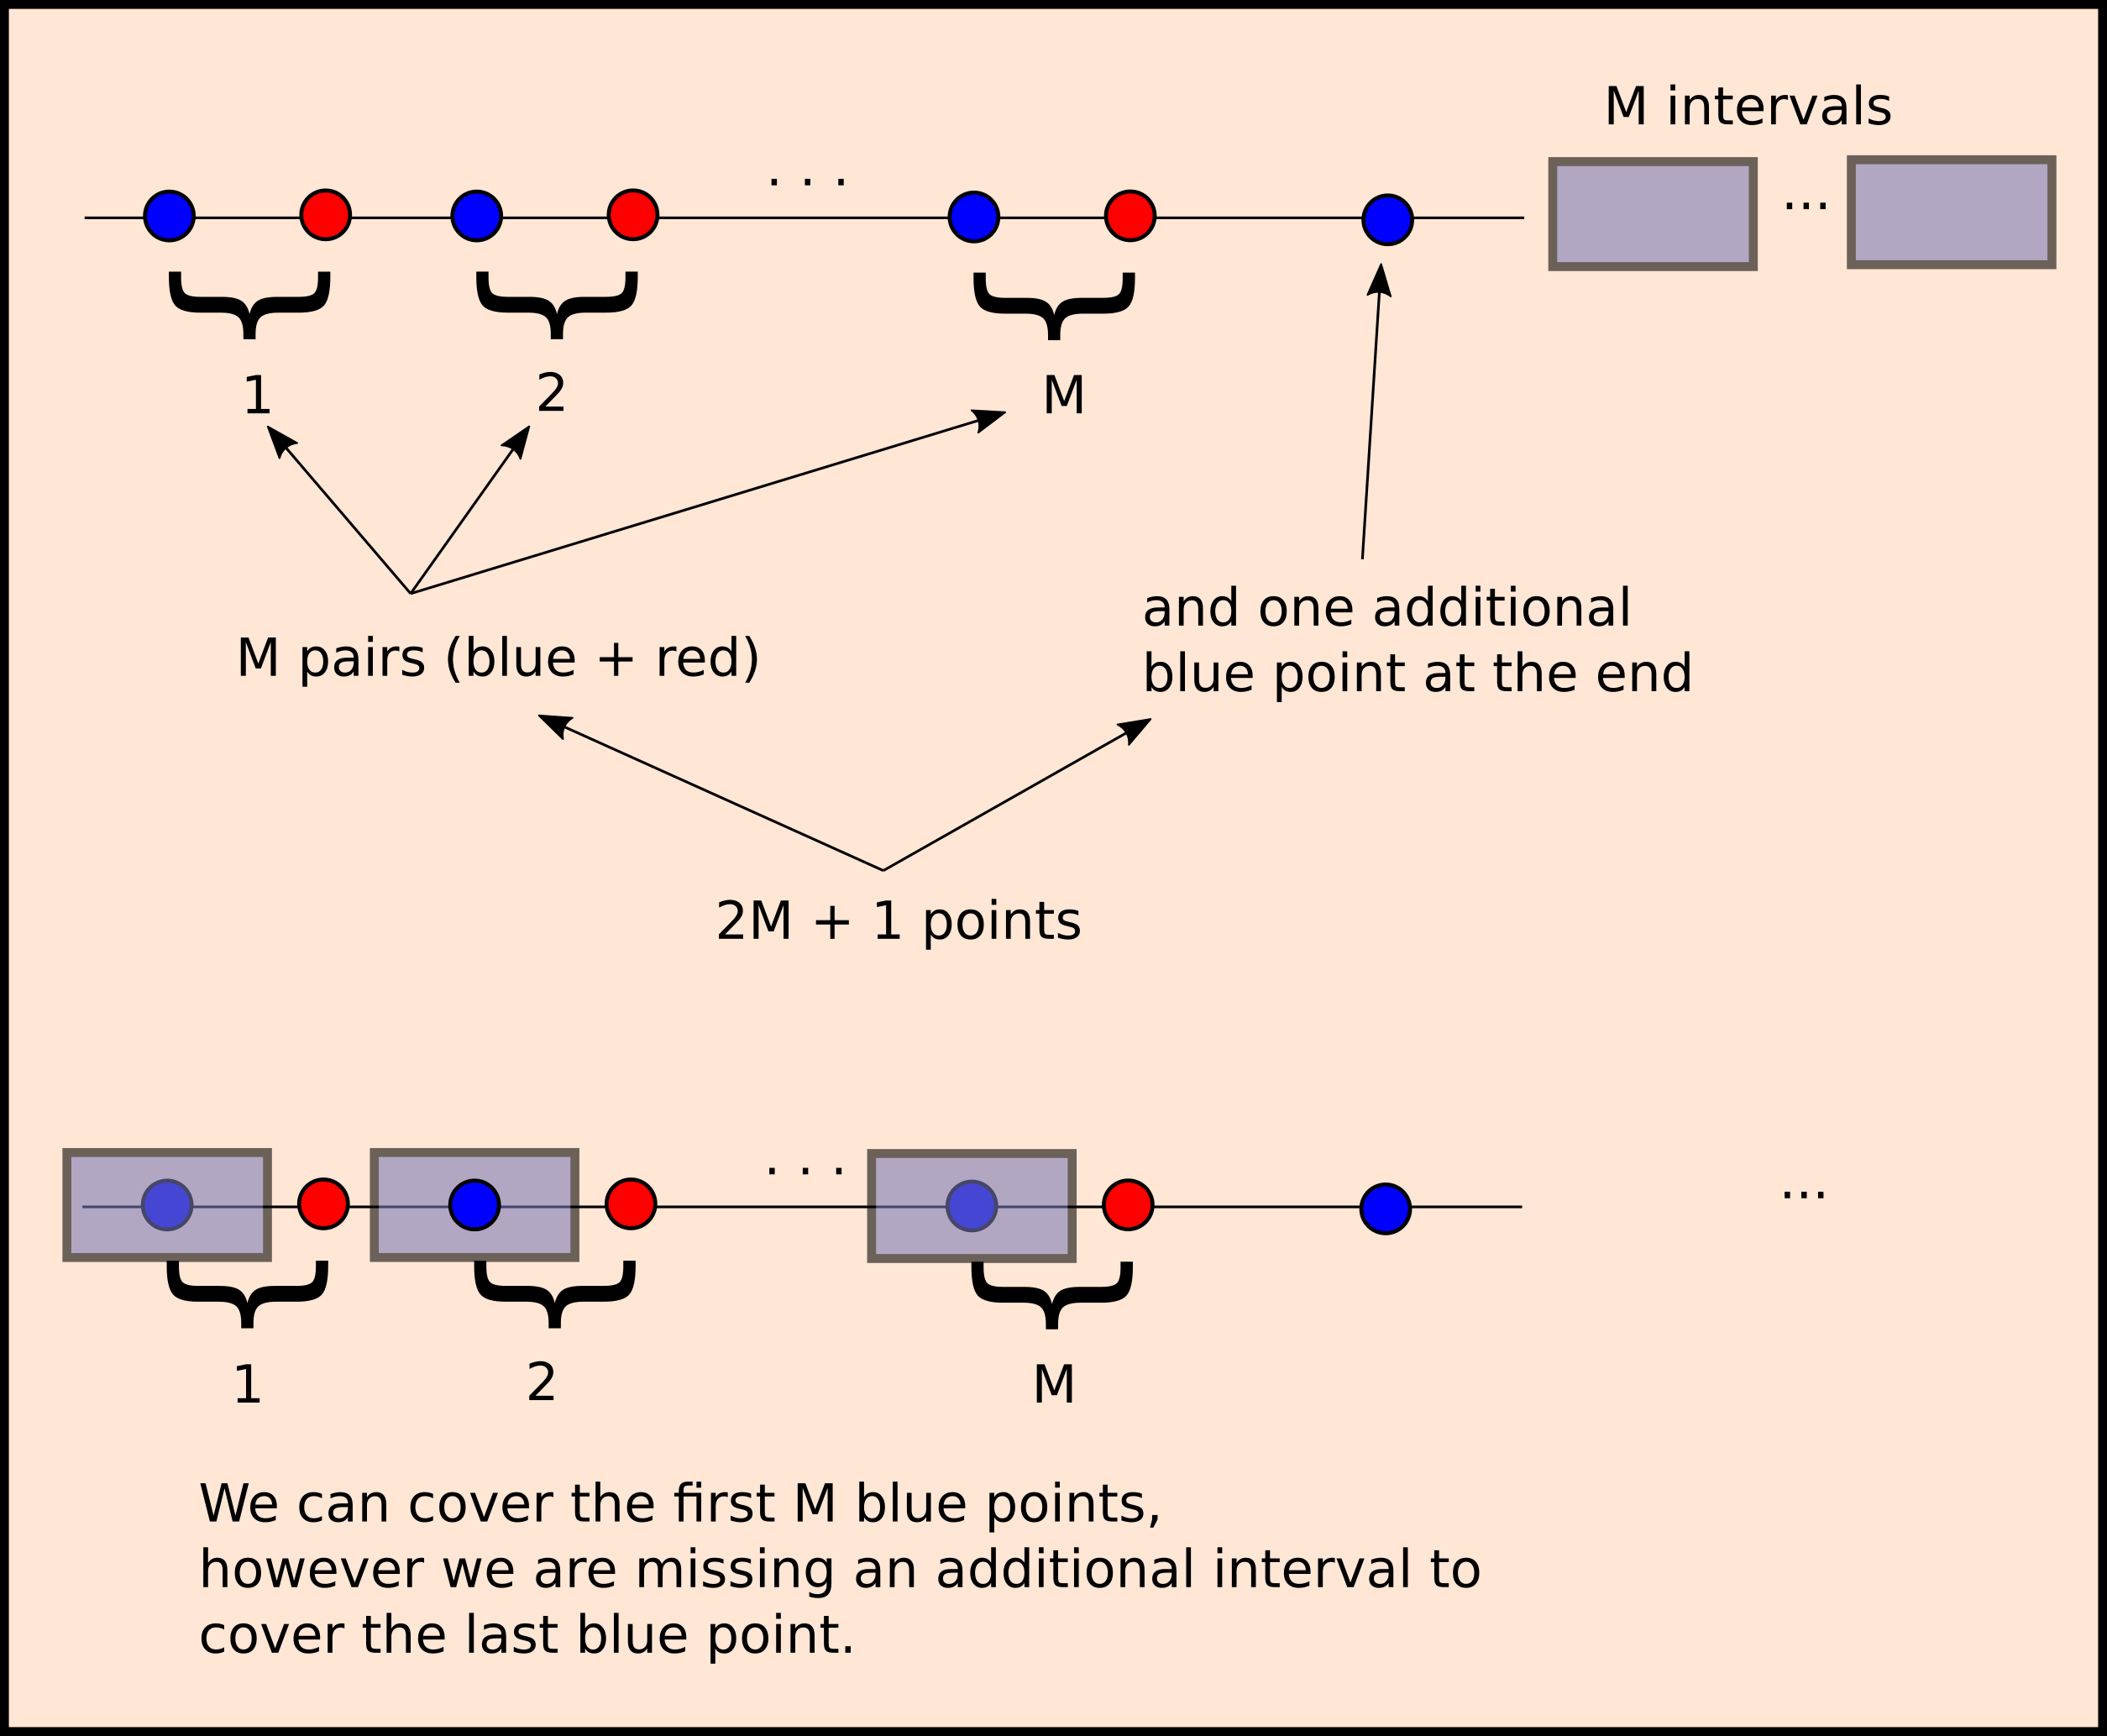 M intervals
. . .
...
1
2
M
and one additional
blue point at the end
M pairs (blue + red)
2M + 1 points
. . .
...
1
2
M
We can cover the first M blue points,
however we are missing an additional interval to
cover the last blue point.